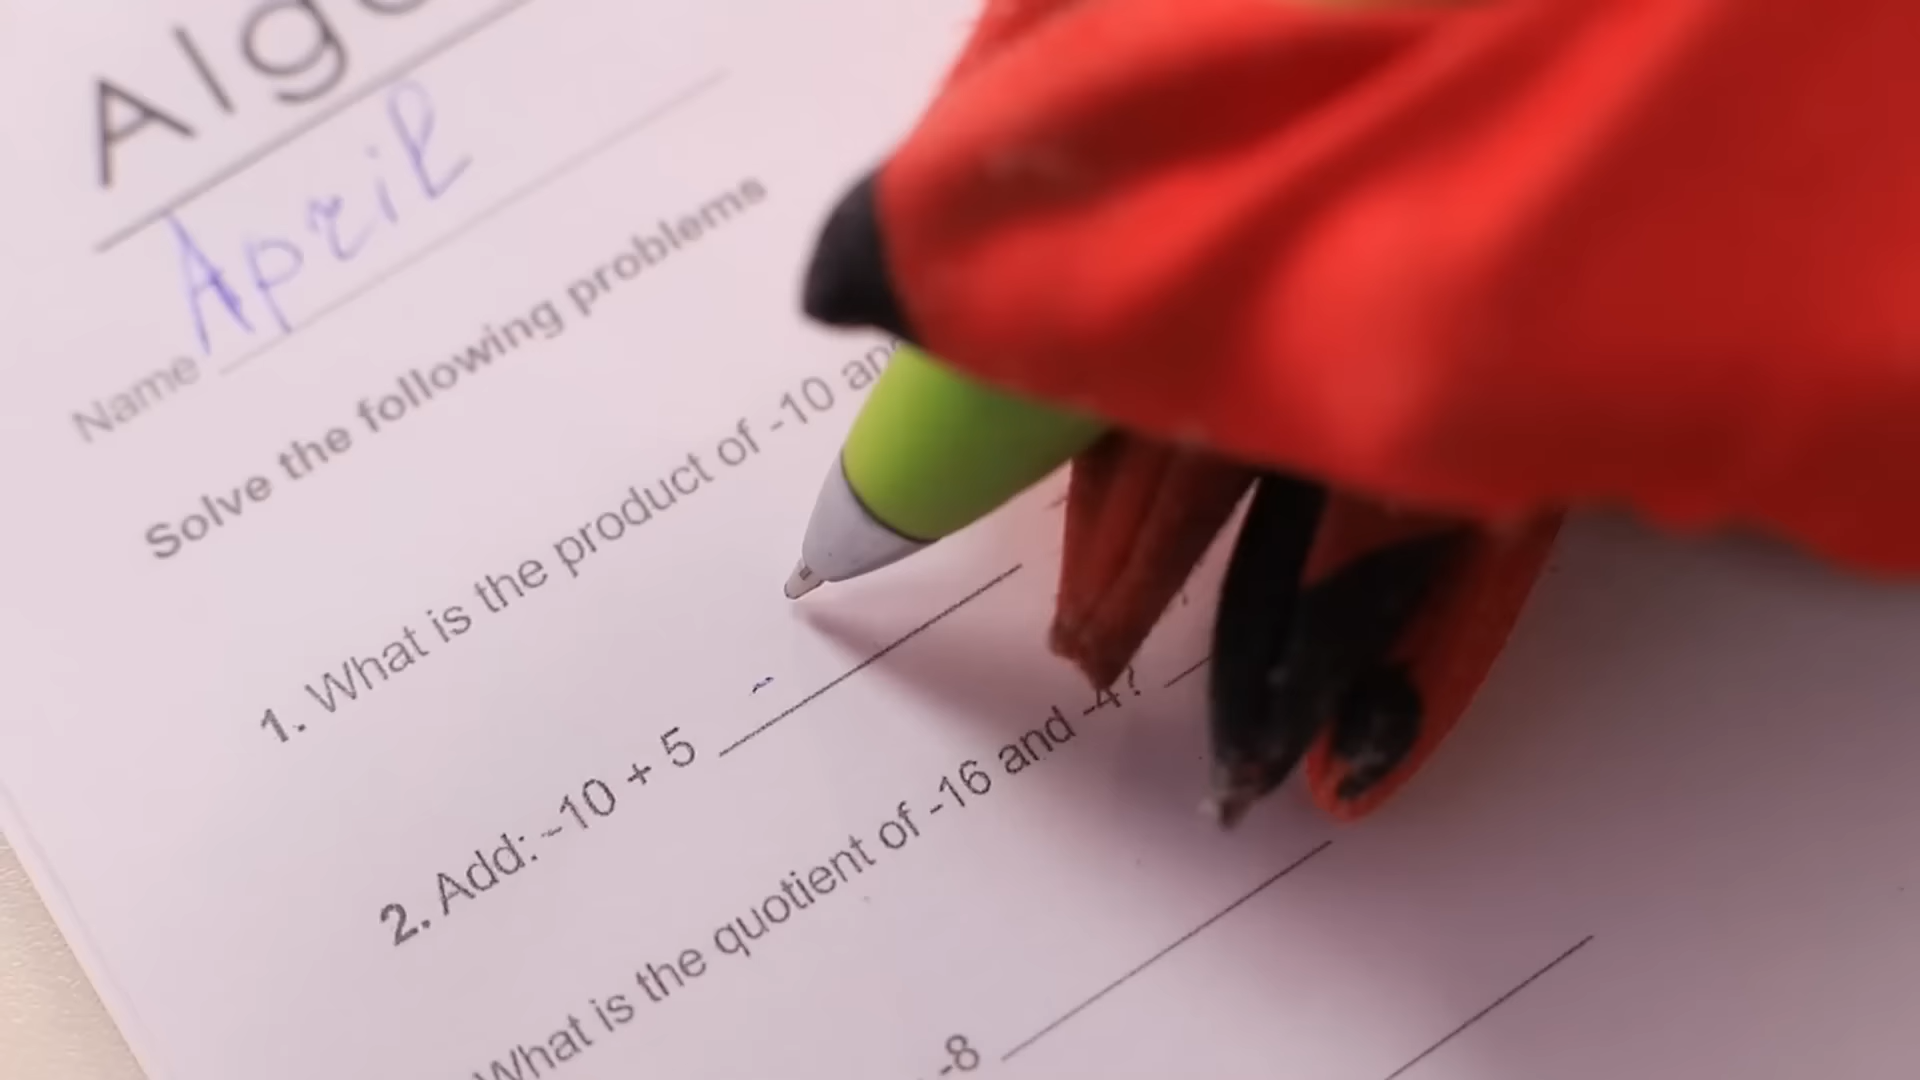 Alg
Name April
Solve the following problems
1. What is the product of -10 and
2. Add: -10 + 5
What is the quotient of -16 and -4?
-8